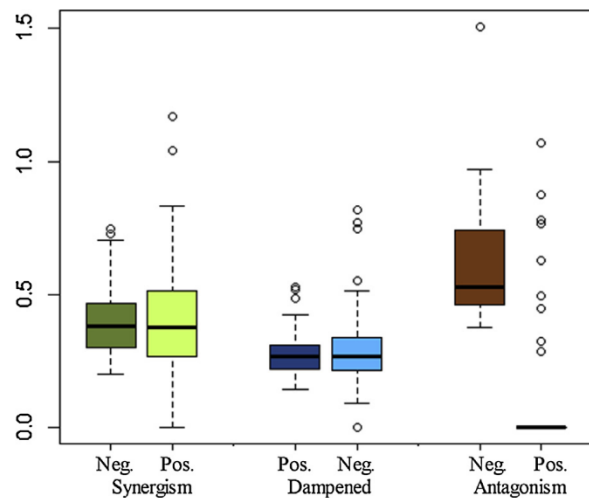 1.5
1.0
0.5
0.0
Neg. Pos. Pos. Neg. Neg. Pos.
Synergism Dampened Antagonism